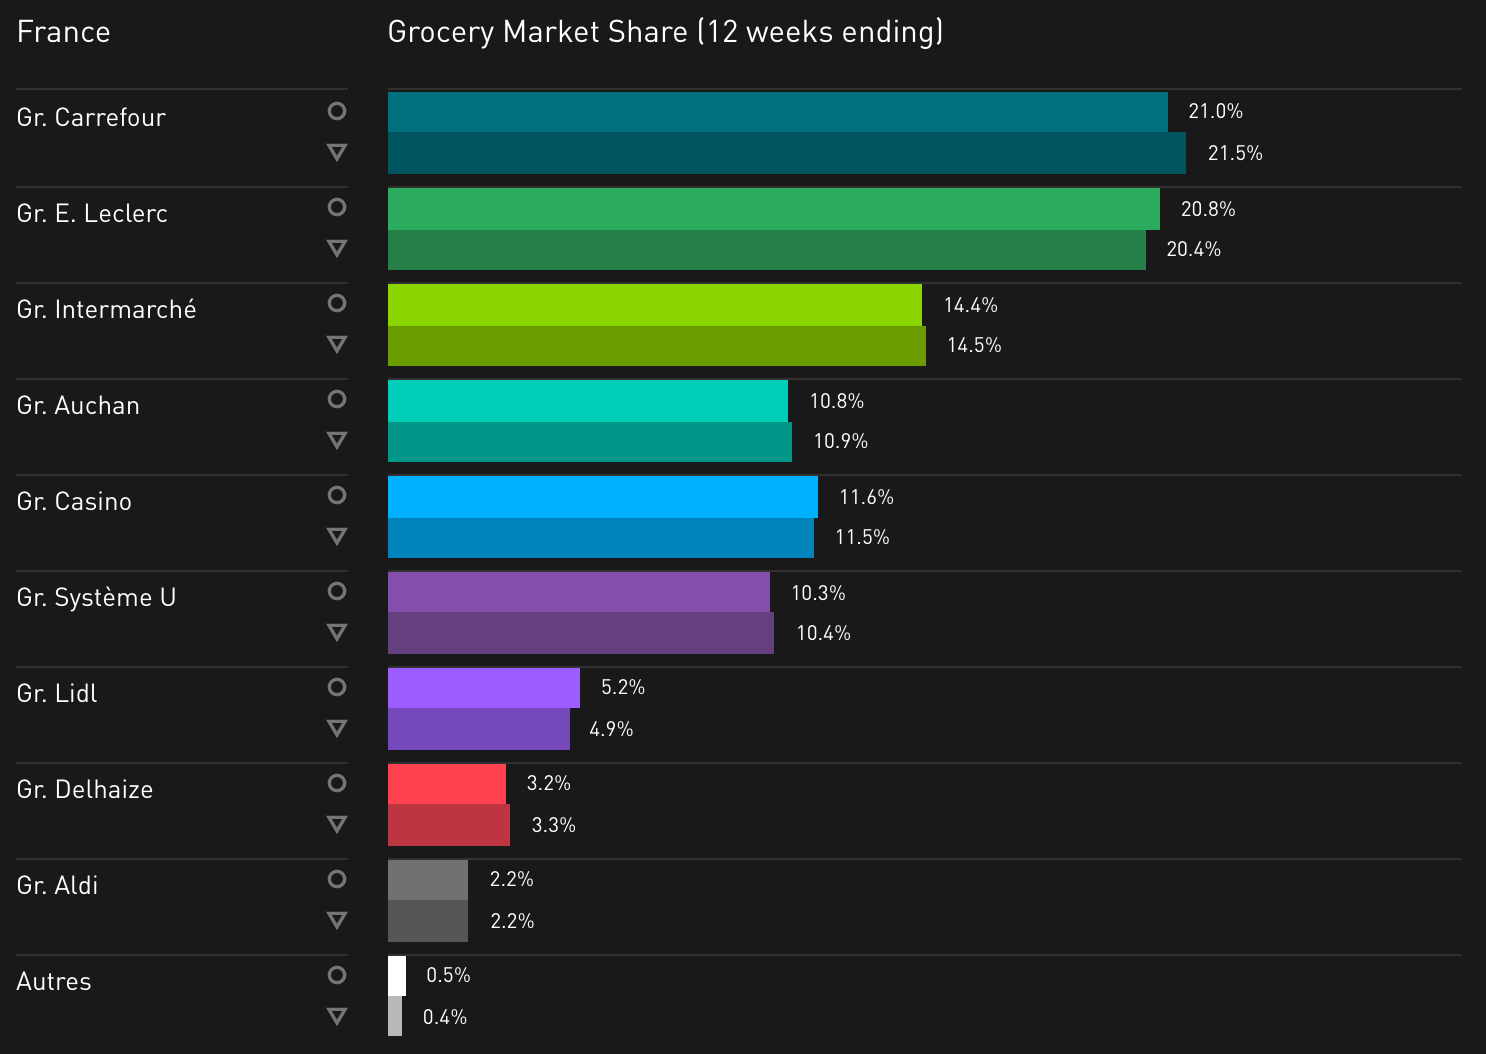 France
Grocery Market Share (12 weeks ending)
Gr. Carrefour
21.0%
21.5%
Gr. E. Leclerc
20.8%
20.4%
Gr. Intermarché
14.4%
14.5%
Gr. Auchan
10.8%
10.9%
Gr. Casino
11.6%
11.5%
Gr. Système U
10.3%
10.4%
Gr. Lidl
5.2%
4.9%
Gr. Delhaize
3.2%
3.3%
Gr. Aldi
2.2%
2.2%
Autres
0.5%
0.4%